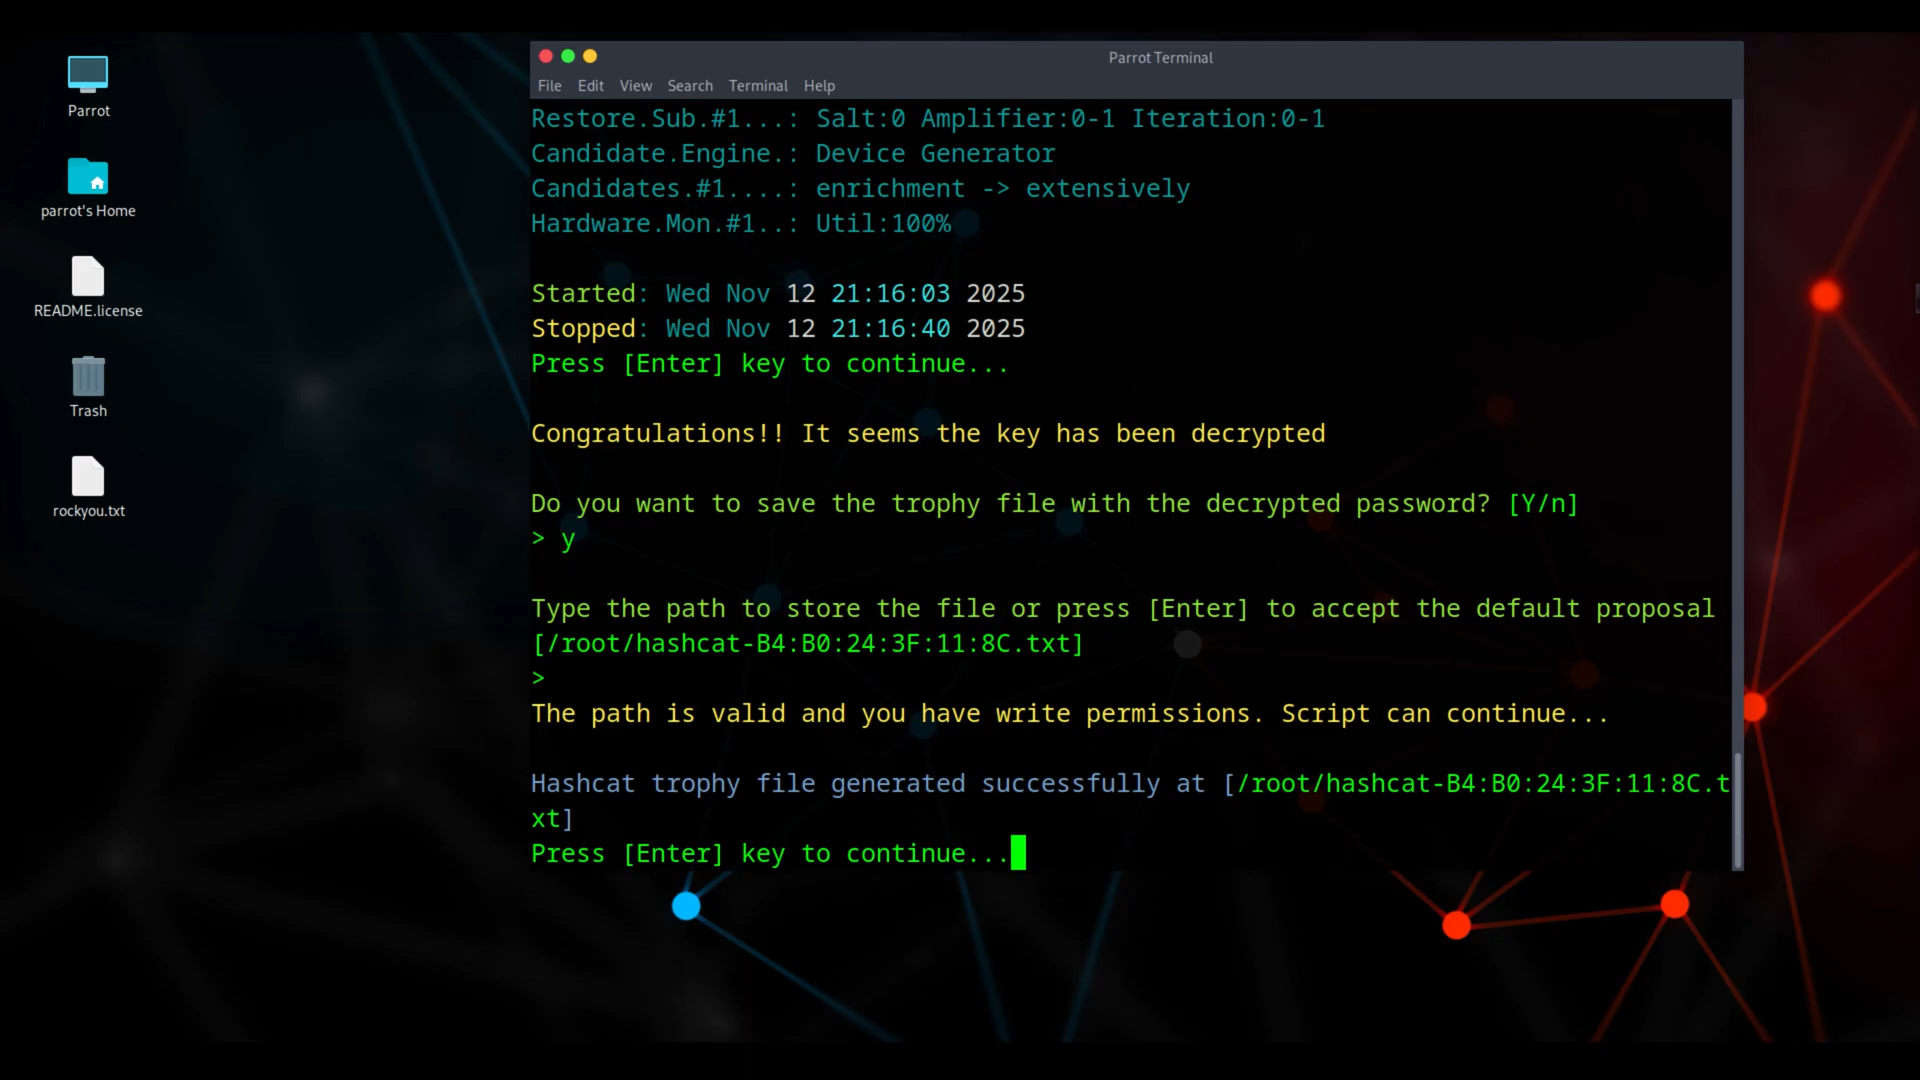 Parrot
parrot's Home
README.license
Trash
rockyou.txt
Parrot Terminal
File Edit View Search Terminal Help
Restore.Sub.#1...: Salt:0 Amplifier:0-1 Iteration:0-1
Candidate.Engine.: Device Generator
Candidates.#1....: enrichment -> extensively
Hardware.Mon.#1..: Util:100%
Started: Wed Nov 12 21:16:03 2025
Stopped: Wed Nov 12 21:16:40 2025
Press [Enter] key to continue...
Congratulations!! It seems the key has been decrypted
Do you want to save the trophy file with the decrypted password? [Y/n]
> y
Type the path to store the file or press [Enter] to accept the default proposal
[/root/hashcat-B4:B0:24:3F:11:8C.txt]
>
The path is valid and you have write permissions. Script can continue...
Hashcat trophy file generated successfully at [/root/hashcat-B4:B0:24:3F:11:8C.t
xt]
Press [Enter] key to continue...